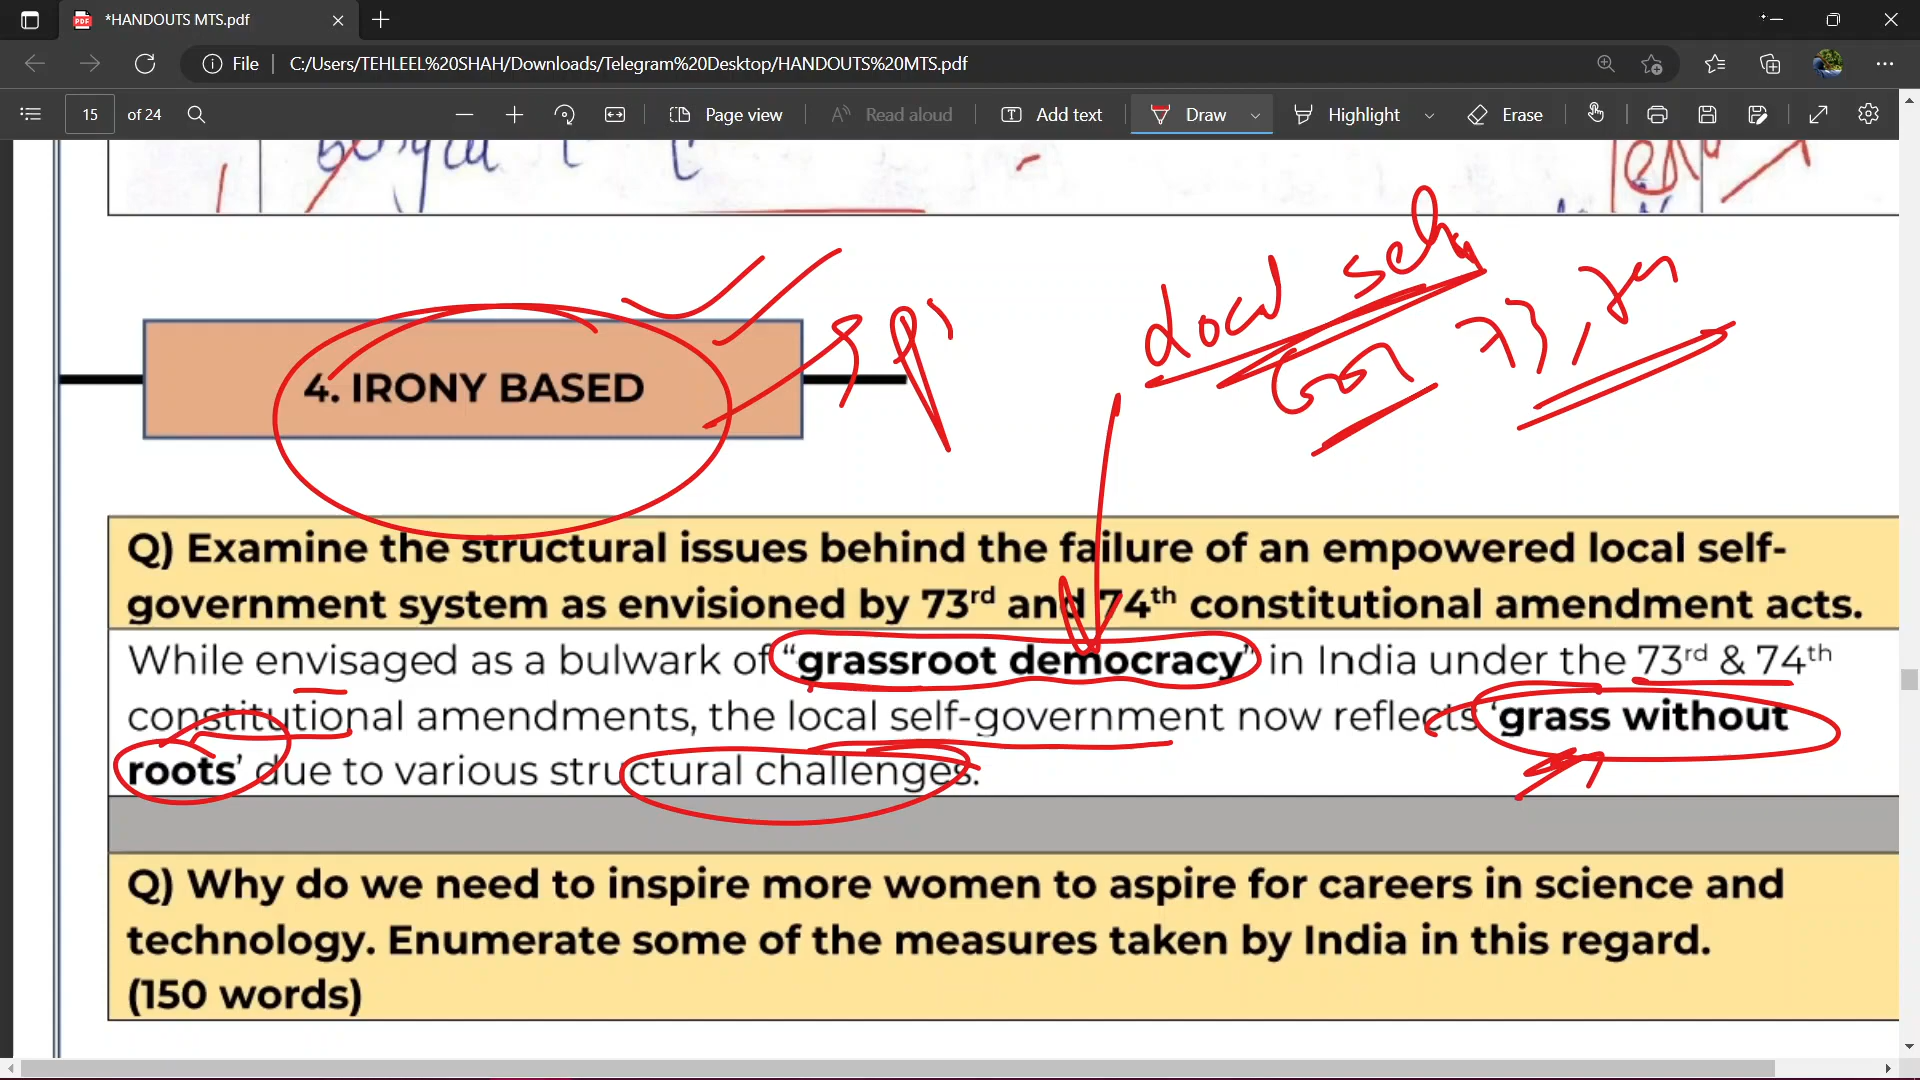 *HANDOUTS MTS.pdf
File
C:/Users/TEHLEEL%20SHAH/Downloads/Telegram%20Desktop/HANDOUTS%20MTS.pdf
15 of 24
Page view
Read aloud
Add text
Draw
Highlight
Erase
local self
Govt 73, 74
4. IRONY BASED
Q) Examine the structural issues behind the failure of an empowered local self-
government system as envisioned by 73rd and 74th constitutional amendment acts.
While envisaged as a bulwark of “grassroot democracy” in India under the 73rd & 74th
constitutional amendments, the local self-government now reflects ‘grass without
roots’ due to various structural challenges.
Q) Why do we need to inspire more women to aspire for careers in science and
technology. Enumerate some of the measures taken by India in this regard.
(150 words)